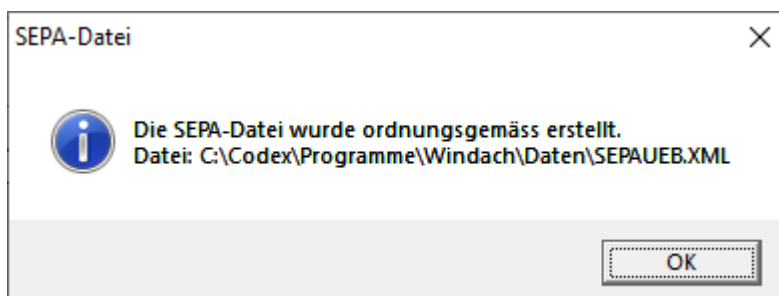 SEPA-Datei
Die SEPA-Datei wurde ordnungsgemäss erstellt.
Datei: C:\Codex\Programme\Windach\Daten\SEPAUEB.XML
OK